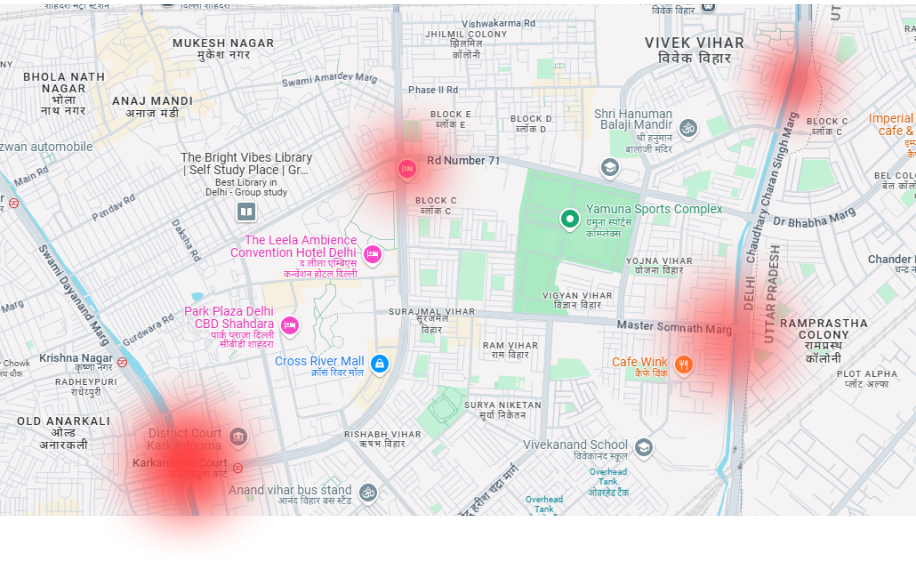 शाहदरा मेट्रो स्टेशन
दिल्ली शाहदरा
विवेक विहार
Vishwakarma Rd
MUKESH NAGAR
मुकेश नगर
JHILMIL COLONY
झिलमिल
कॉलोनी
VIVEK VIHAR
विवेक विहार
BHOLA NATH
NAGAR
भोला
नाथ नगर
Swami Amardev Marg
Phase II Rd
ANAJ MANDI
अनाज मंडी
BLOCK E
ब्लॉक E
BLOCK D
ब्लॉक D
Shri Hanuman
Balaji Mandir
श्री हनुमान
बालाजी मंदिर
BLOCK C
ब्लॉक C
Imperial
cafe &
zwan automobile
The Bright Vibes Library
| Self Study Place | Gr...
Best Library in
Delhi - Group study
Rd Number 71
Main Rd
Pandav Rd
BLOCK C
ब्लॉक C
Yamuna Sports Complex
यमुना स्पोर्ट्स
काम्प्लेक्स
Chaudhary Charan Singh Marg
Dr Bhabha Marg
Daksha Rd
The Leela Ambience
Convention Hotel Delhi
द लीला एम्बिएंस
कन्वेंशन होटल दिल्ली
Swami Dayanand Marg
YOJNA VIHAR
योजना विहार
Chander
DELHI
UTTAR PRADESH
VIGYAN VIHAR
विज्ञान विहार
Park Plaza Delhi
CBD Shahdara
पार्क प्लाज़ा दिल्ली
सीबीडी शाहदरा
SURAJMAL VIHAR
सूरजमल
विहार
Master Somnath Marg
RAMPRASTHA
COLONY
रामप्रस्थ
कॉलोनी
Gurdwara Rd
RAM VIHAR
राम विहार
Krishna Nagar
कृष्णा नगर
Chowk
Cross River Mall
क्रॉस रिवर मॉल
Cafe Wink
कैफे विंक
PLOT ALPHA
प्लॉट अल्फा
RADHEYPURI
राधेय्पुरी
SURYA NIKETAN
सूर्या निकेतन
OLD ANARKALI
ओल्ड
अनारकली
District Court
Karkardooma
RISHABH VIHAR
ऋषभ विहार
Vivekanand School
विवेकानंद स्कूल
Court
Overhead
Tank
ओवरहेड टैंक
Anand vihar bus stand
आनंद विहार बस स्टैंड
Overhead
Tank